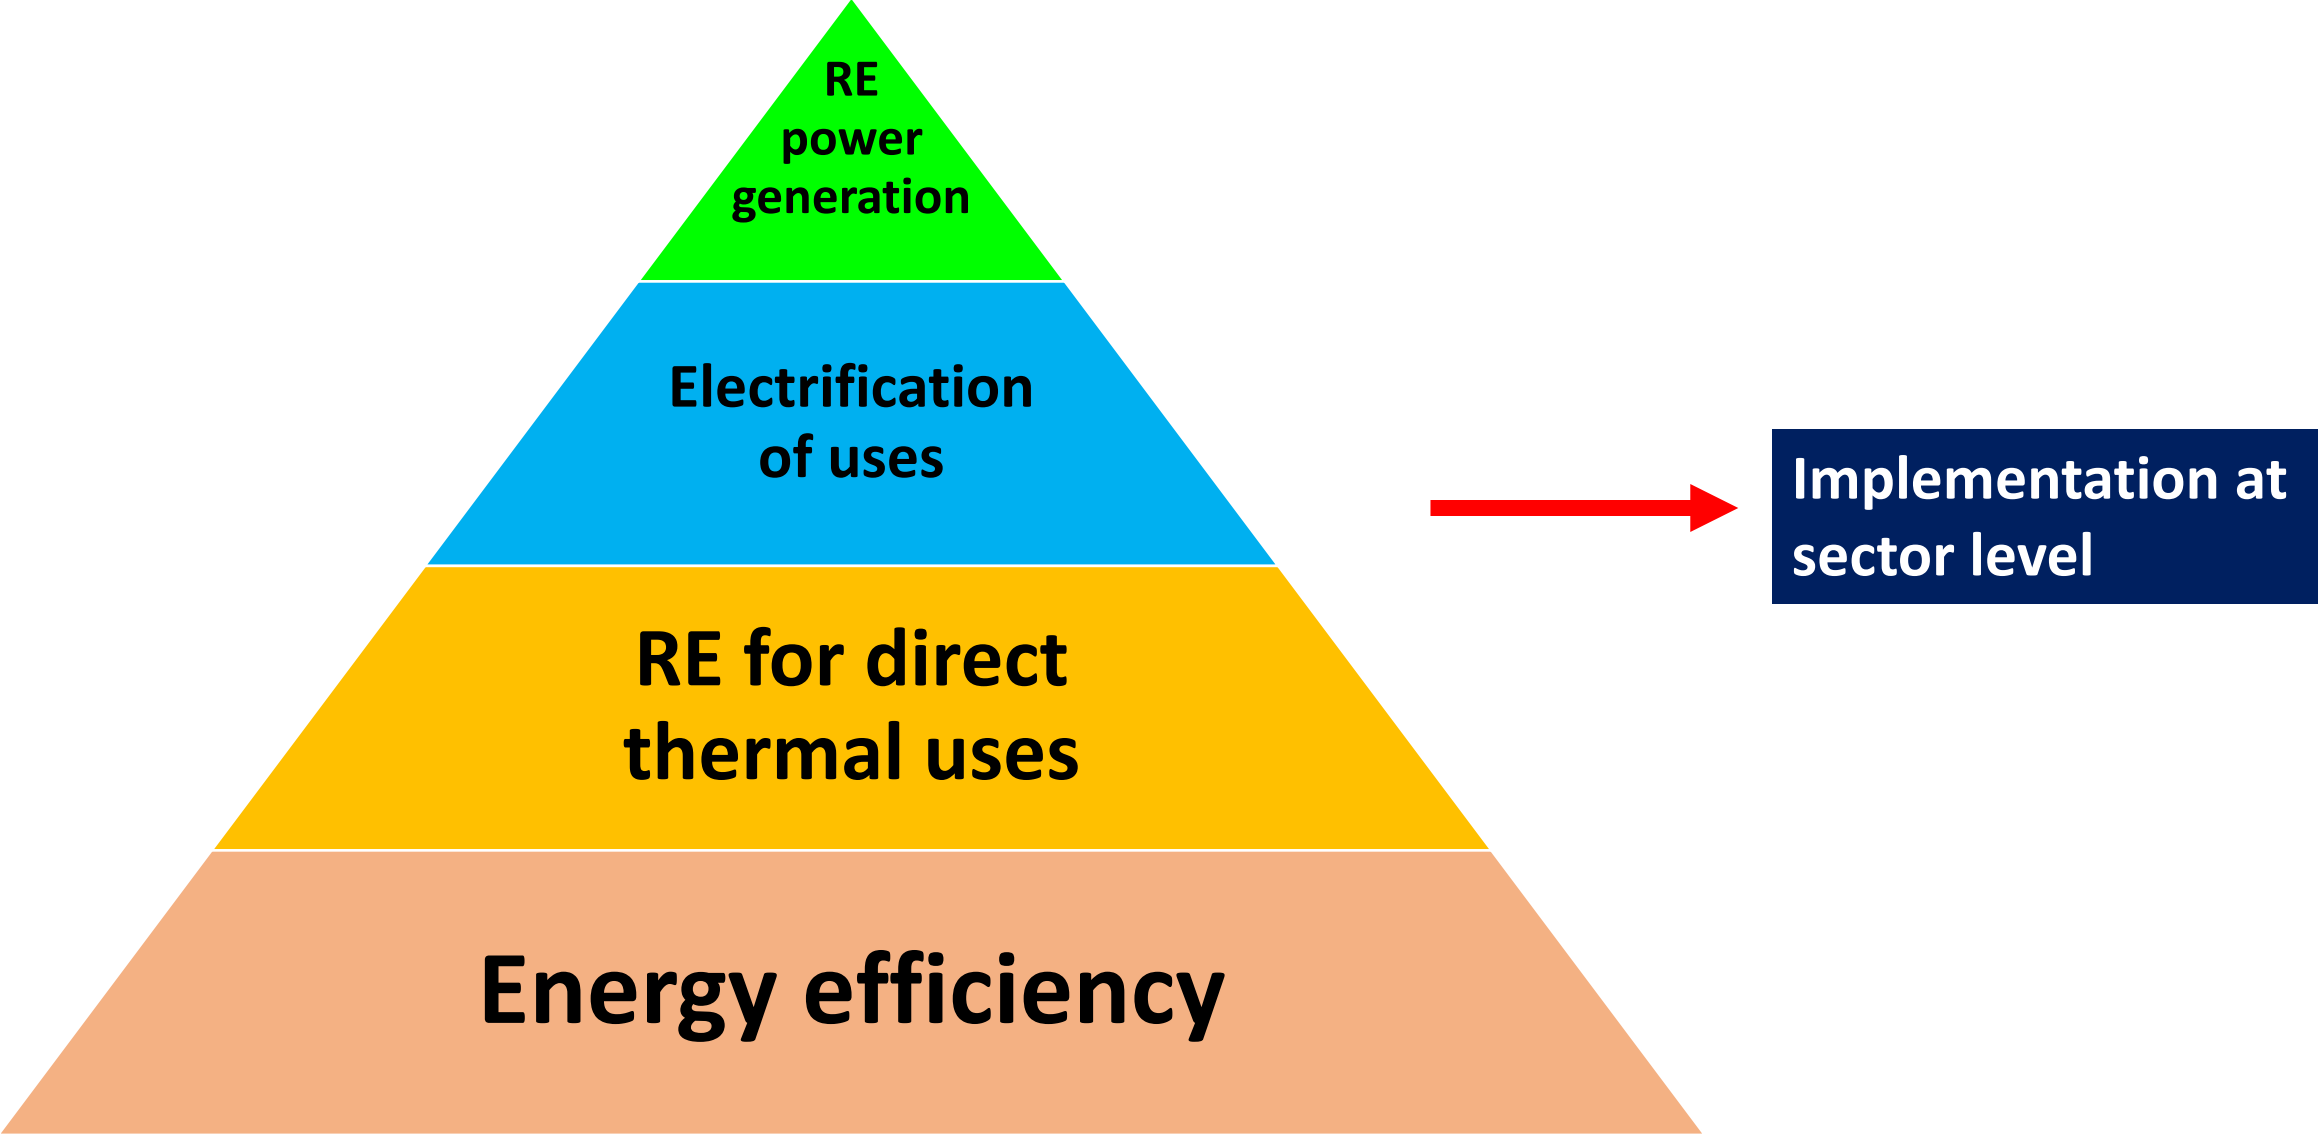 RE
power
generation
Electrification
of uses
Implementation at
sector level
RE for direct
thermal uses
Energy efficiency